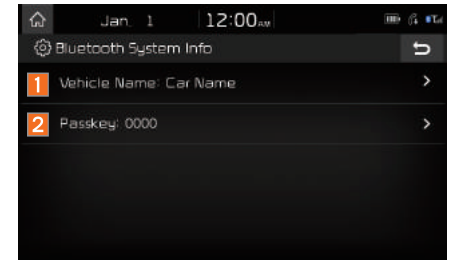 Jan. 1 12:00AM
Bluetooth System Info
1 Vehicle Name: Car Name
2 Passkey: 0000